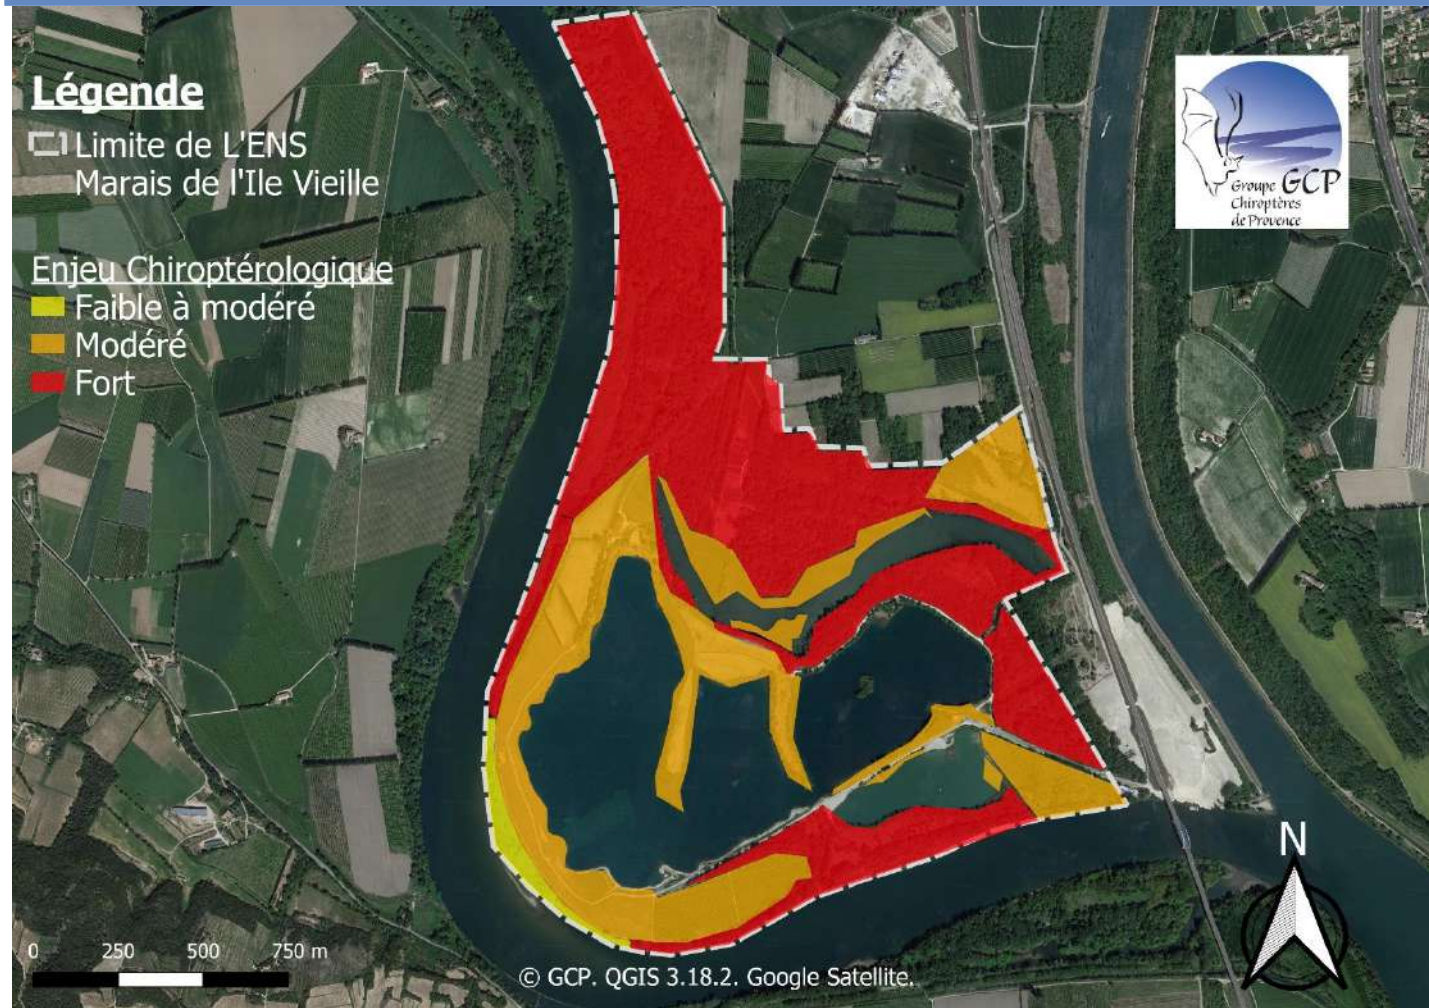 Légende
Limite de L'ENS
Marais de l'Ile Vieille
Enjeu Chiroptérologique
Faible à modéré
Modéré
Fort
Groupe GCP
Chiroptères
de Provence
N
0 250 500 750 m
© GCP. QGIS 3.18.2. Google Satellite.